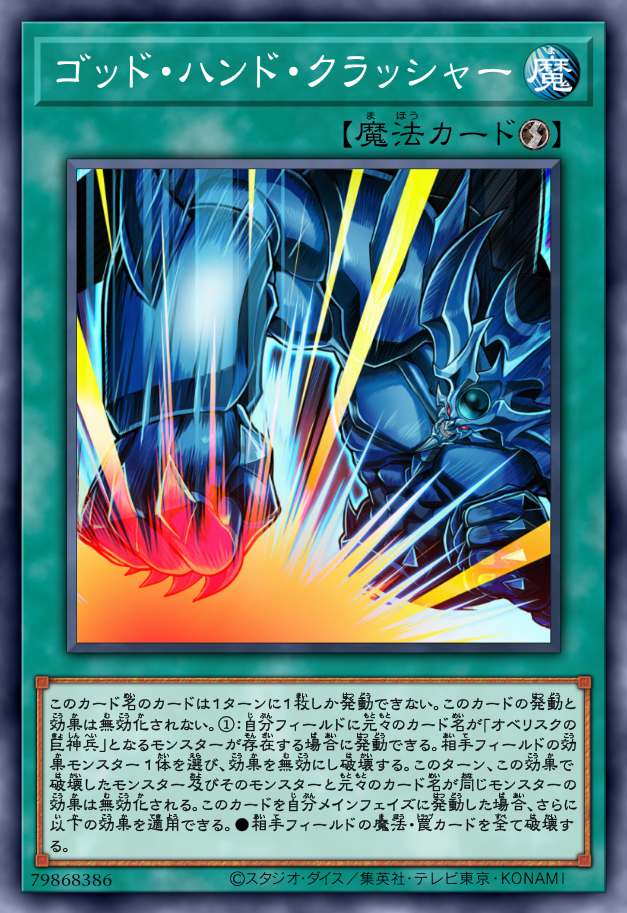 ゴッド・ハンド・クラッシャー
魔
【魔法カード】
このカード名のカードは1ターンに1枚しか発動できない。このカードの発動と
効果は無効化されない。①:自分フィールドに元々のカード名が「オベリスクの
巨神兵」となるモンスターが存在する場合に発動できる。相手フィールドの効
果モンスター1体を選び、効果を無効にし破壊する。このターン、この効果で
破壊したモンスター及びそのモンスターと元々のカード名が同じモンスターの
効果は無効化される。このカードを自分メインフェイズに発動した場合、さらに
以下の効果を適用できる。●相手フィールドの魔法・罠カードを全て破壊す
る。
79868386 ©スタジオ・ダイス/集英社・テレビ東京・KONAMI